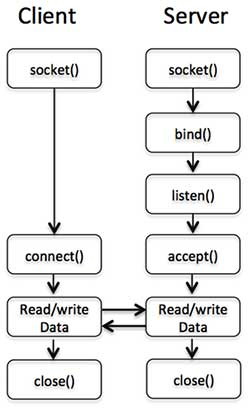 Client Server
socket() socket()
bind()
listen()
connect() accept()
Read/write Read/write
Data Data
close() close()